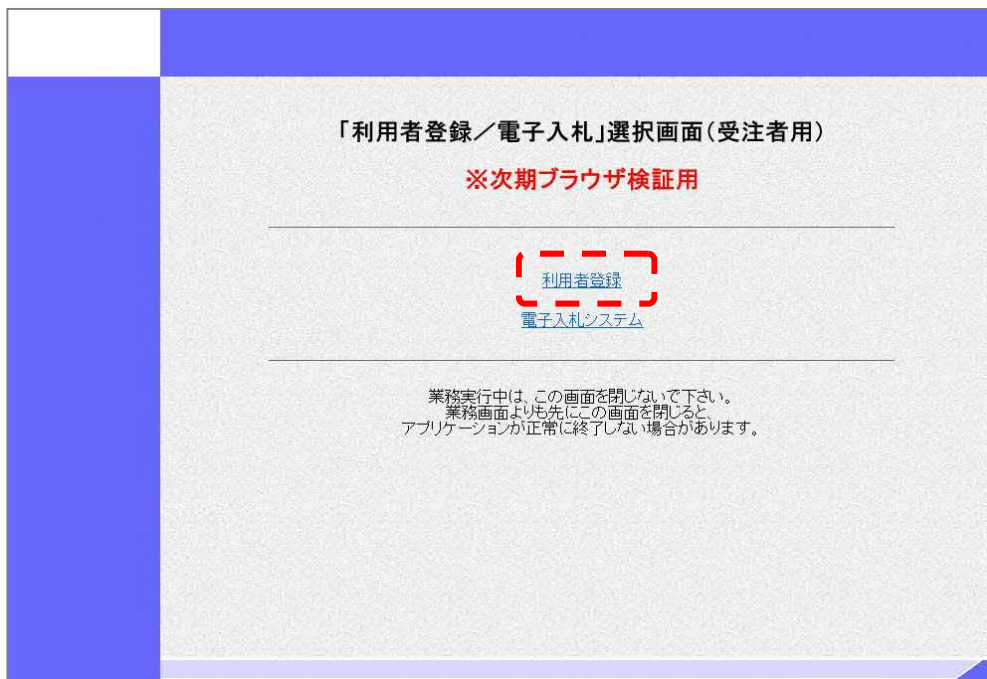 「利用者登録／電子入札」選択画面(受注者用)
※次期ブラウザ検証用
利用者登録
電子入札システム
業務実行中は、この画面を閉じないで下さい。
業務画面よりも先にこの画面を閉じると、
アプリケーションが正常に終了しない場合があります。